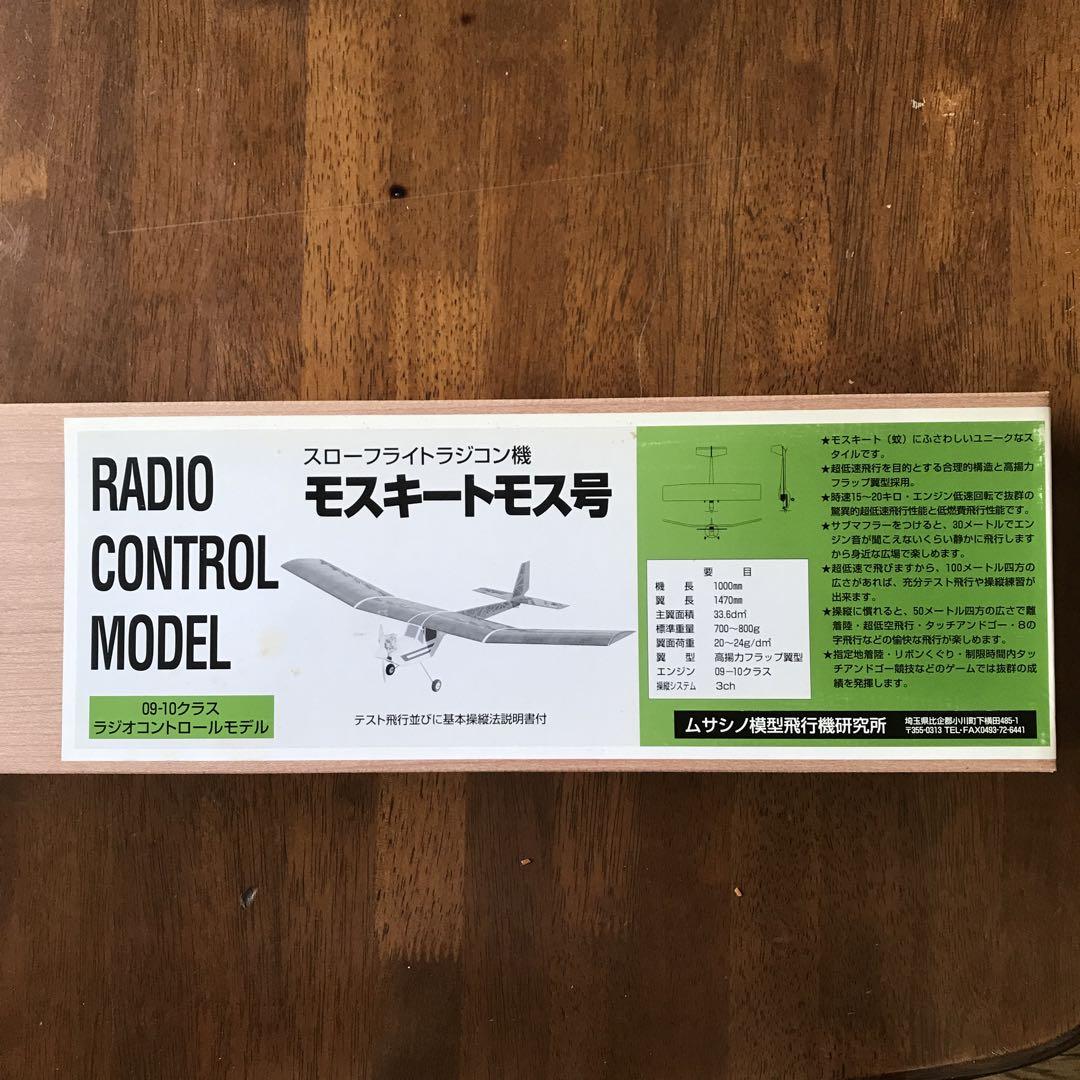 RADIO
CONTROL
MODEL
09-10クラス
ラジオコントロールモデル
スローフライトラジコン機
モスキートモス号
テスト飛行並びに基本操縦法説明書付
要 目
機 長 1000㎜
翼 長 1470㎜
主翼面積 33.6d㎡
標準重量 700〜800g
翼面荷重 20〜24g/d㎡
翼 型 高揚力フラップ翼型
エンジン 09−10クラス
操縦システム 3ch
★モスキート（蚊）にふさわしいユニークなス
タイルです。
★超低速飛行を目的とする合理的構造と高揚力
フラップ翼型採用。
★時速15〜20キロ・エンジン低速回転で抜群の
驚異的超低速飛行性能と低燃費飛行性能です。
★サブマフラーをつけると、30メートルでエン
ジン音が聞こえないくらい静かに飛行します
から身近な広場で楽しめます。
★超低速で飛びますから、100メートル四方の
広さがあれば、充分テスト飛行や操縦練習が
出来ます。
★操縦に慣れると、50メートル四方の広さで離
着陸・超低空飛行・タッチアンドゴー・8の
字飛行などの愉快な飛行が楽しめます。
★指定地着陸・リボンくぐり・制限時間内タッ
チアンドゴー競技などのゲームでは抜群の成
績を発揮します。
ムサシノ模型飛行機研究所
埼玉県比企郡小川町下横田485-1
〒355-0313 TEL・FAX0493-72-6441